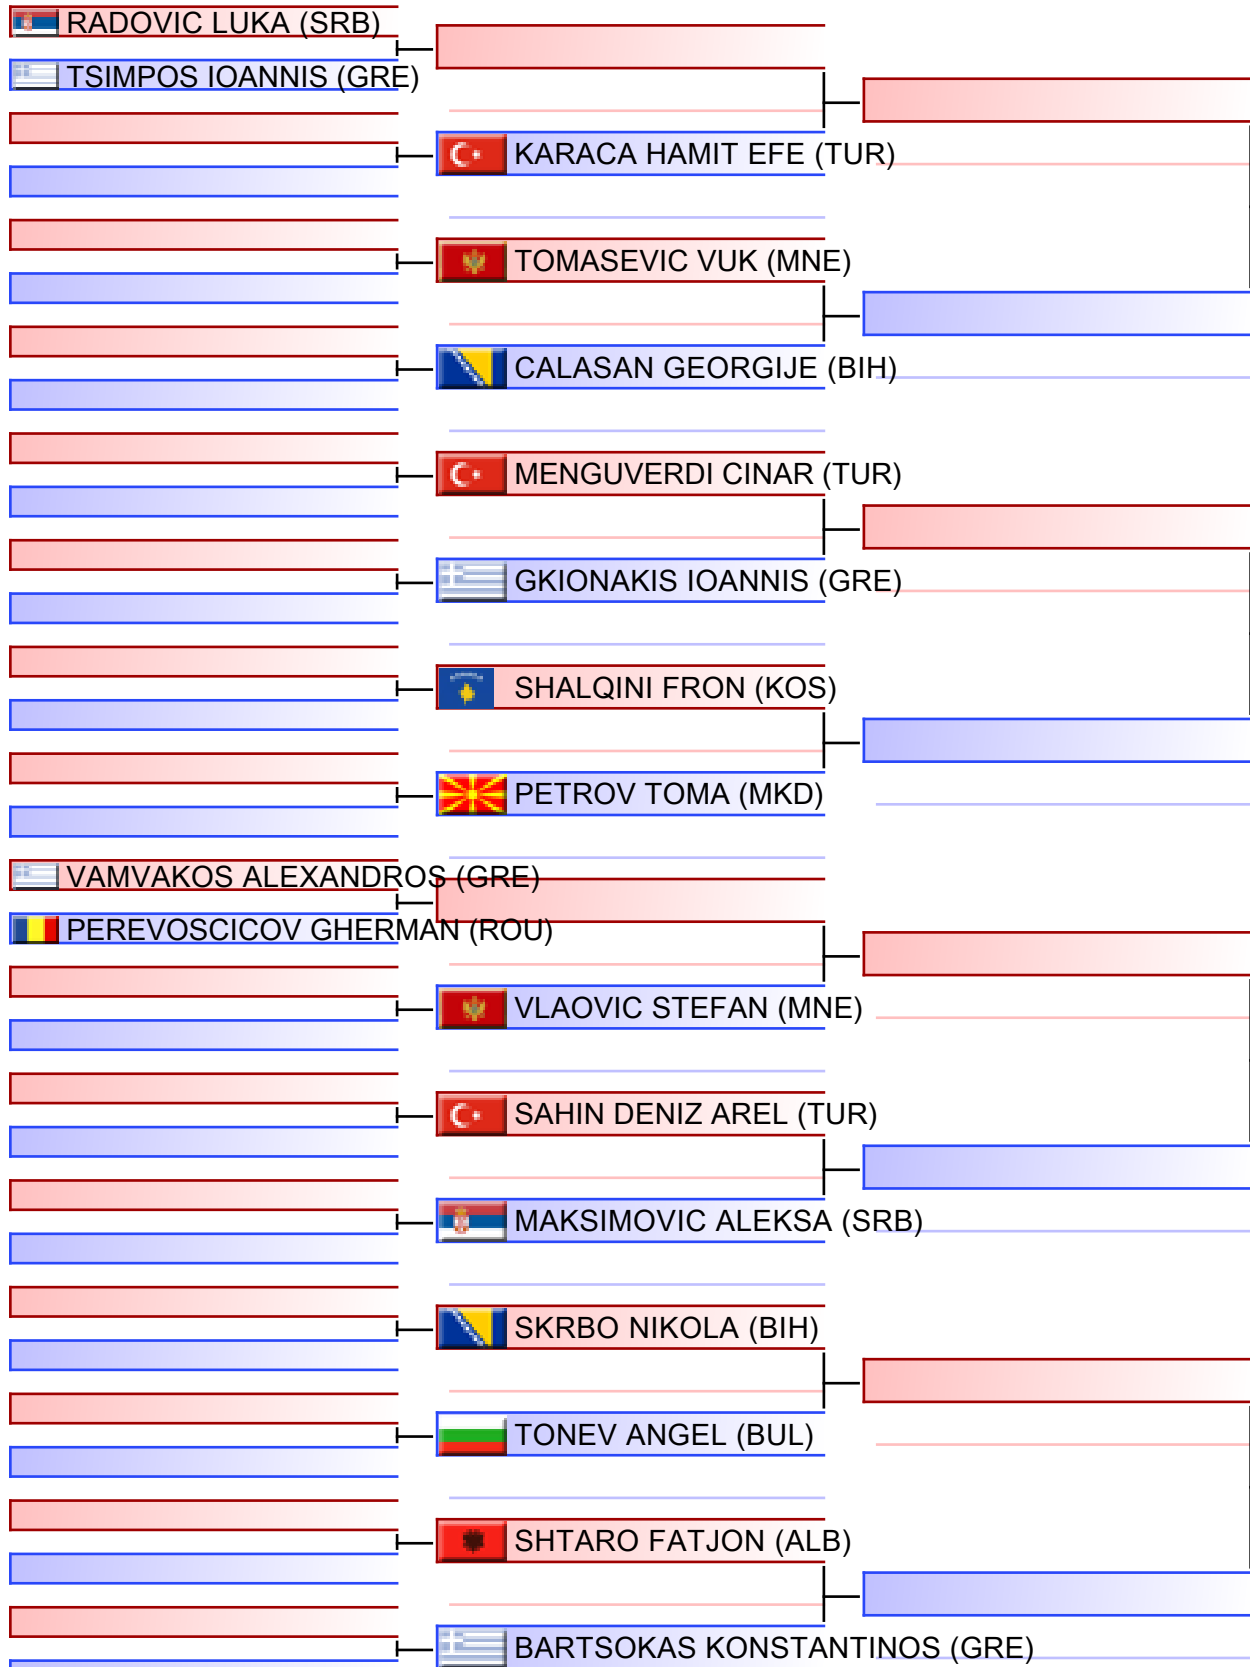 RADOVIC LUKA (SRB)
TSIMPOS IOANNIS (GRE)
KARACA HAMIT EFE (TUR)
TOMASEVIC VUK (MNE)
CALASAN GEORGIJE (BIH)
MENGUVERDI CINAR (TUR)
GKIONAKIS IOANNIS (GRE)
SHALQINI FRON (KOS)
PETROV TOMA (MKD)
VAMVAKOS ALEXANDROS (GRE)
PEREVOSCICOV GHERMAN (ROU)
VLAOVIC STEFAN (MNE)
SAHIN DENIZ AREL (TUR)
MAKSIMOVIC ALEKSA (SRB)
SKRBO NIKOLA (BIH)
TONEV ANGEL (BUL)
SHTARO FATJON (ALB)
BARTSOKAS KONSTANTINOS (GRE)